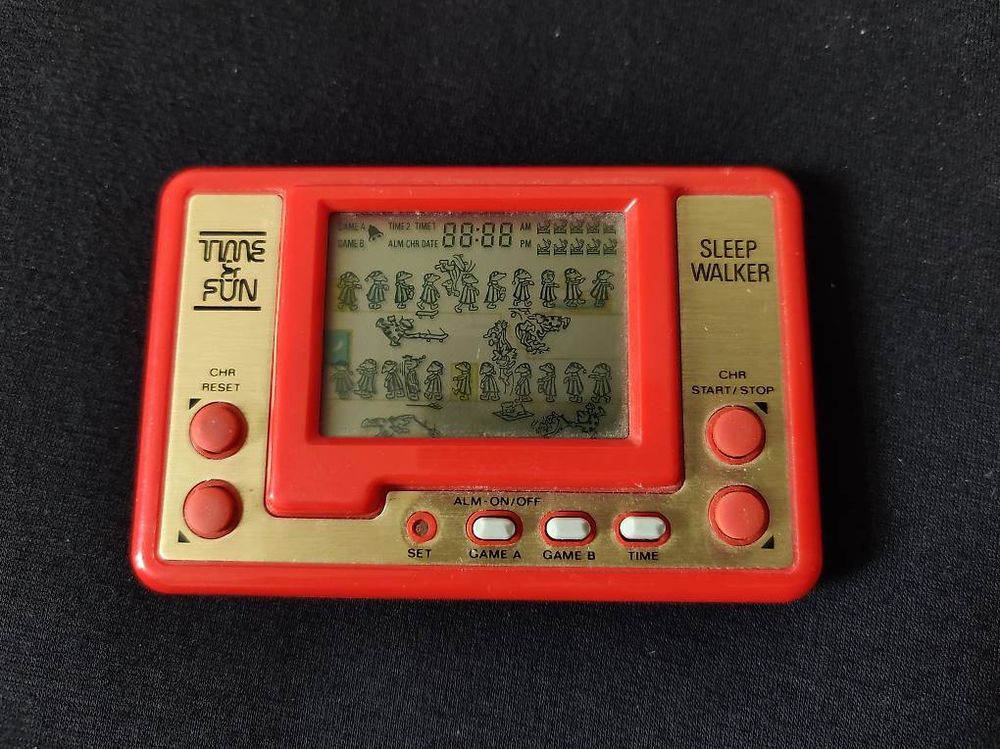 TIME
&
FUN
GAME A TIME 2 TIME 1 88:88 AM
GAME B ALM CHR DATE PM
SLEEP
WALKER
CHR
RESET
CHR
START/STOP
ALM-ON/OFF
SET GAME A GAME B TIME